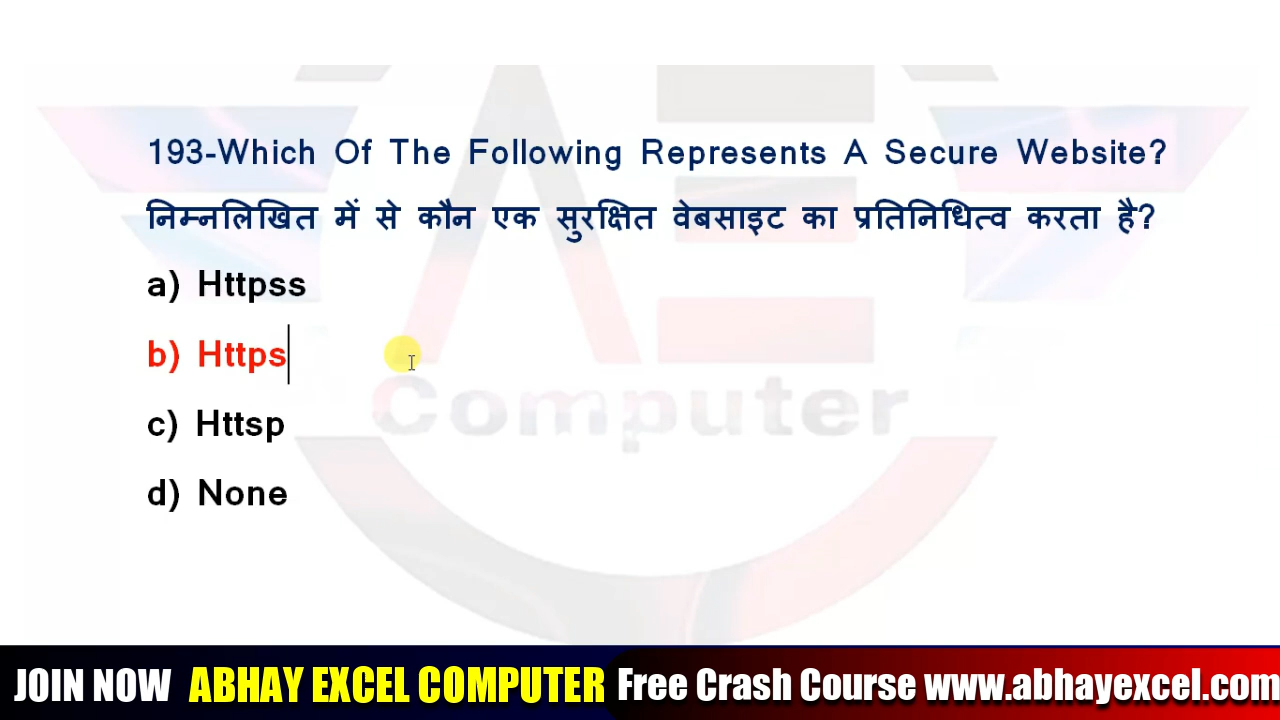 193-Which Of The Following Represents A Secure Website?
निम्नलिखित में से कौन एक सुरक्षित वेबसाइट का प्रतिनिधित्व करता है?
a) Httpss
b) Https
c) Httsp
d) None
Computer
JOIN NOW ABHAY EXCEL COMPUTER Free Crash Course www.abhayexcel.com